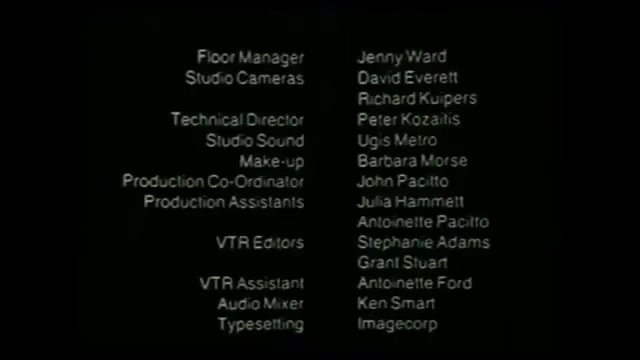 Floor Manager Jenny Ward
Studio Cameras David Everett
Richard Kuipers
Technical Director Peter Kozaitis
Studio Sound Ugis Metro
Make-up Barbara Morse
Production Co-Ordinator John Pacitto
Production Assistants Julia Hammett
Antoinette Pacitto
VTR Editors Stephanie Adams
Grant Stuart
VTR Assistant Antoinette Ford
Audio Mixer Ken Smart
Typesetting Imagecorp